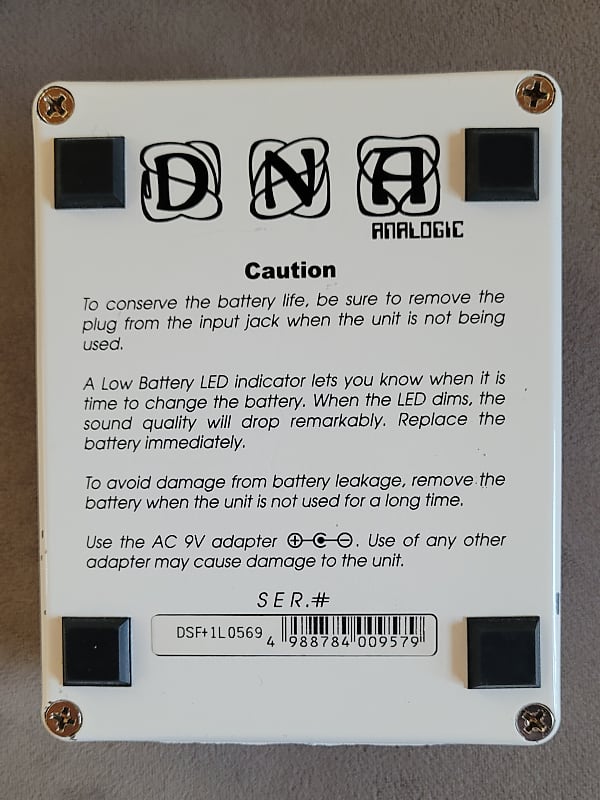 D N A
ANALOGIC
Caution
To conserve the battery life, be sure to remove the
plug from the input jack when the unit is not being
used.
A Low Battery LED indicator lets you know when it is
time to change the battery. When the LED dims, the
sound quality will drop remarkably. Replace the
battery immediately.
To avoid damage from battery leakage, remove the
battery when the unit is not used for a long time.
Use the AC 9V adapter ⊕–C–⊖. Use of any other
adapter may cause damage to the unit.
SER.#
DSF+1L0569
4 988784 009579